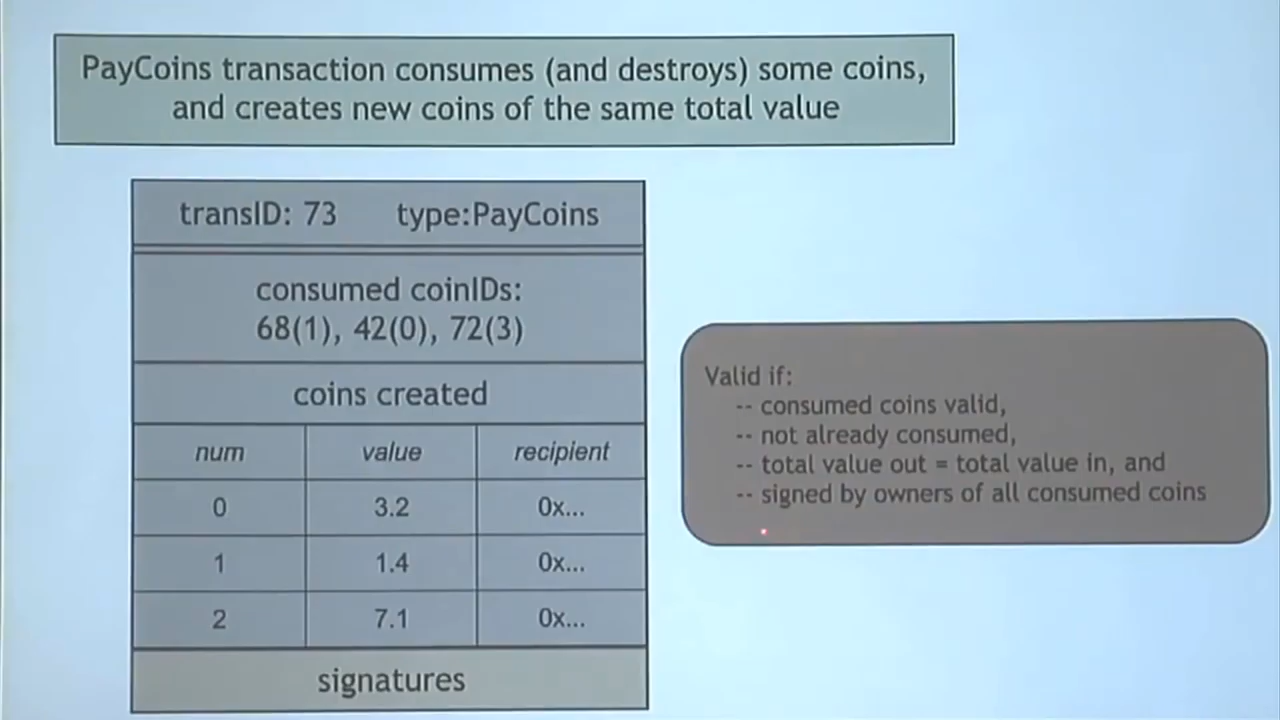 PayCoins transaction consumes (and destroys) some coins,
and creates new coins of the same total value
transID: 73 type:PayCoins
consumed coinIDs:
68(1), 42(0), 72(3)
coins created
num value recipient
0 3.2 0x...
1 1.4 0x...
2 7.1 0x...
signatures
Valid if:
-- consumed coins valid,
-- not already consumed,
-- total value out = total value in, and
-- signed by owners of all consumed coins